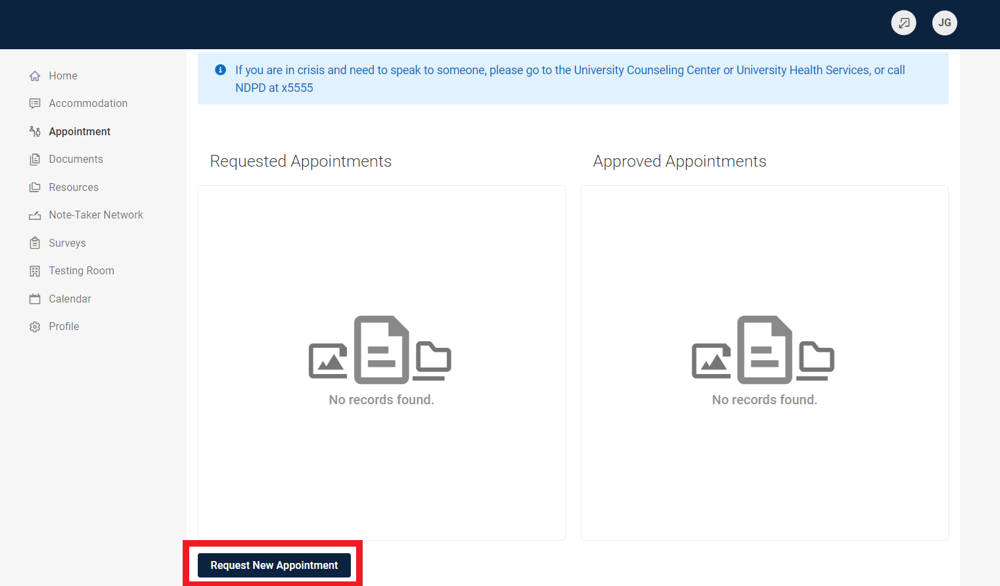 JG
Home
Accommodation
Appointment
Documents
Resources
Note-Taker Network
Surveys
Testing Room
Calendar
Profile
If you are in crisis and need to speak to someone, please go to the University Counseling Center or University Health Services, or call
NDPD at x5555
Requested Appointments
No records found.
Approved Appointments
No records found.
Request New Appointment